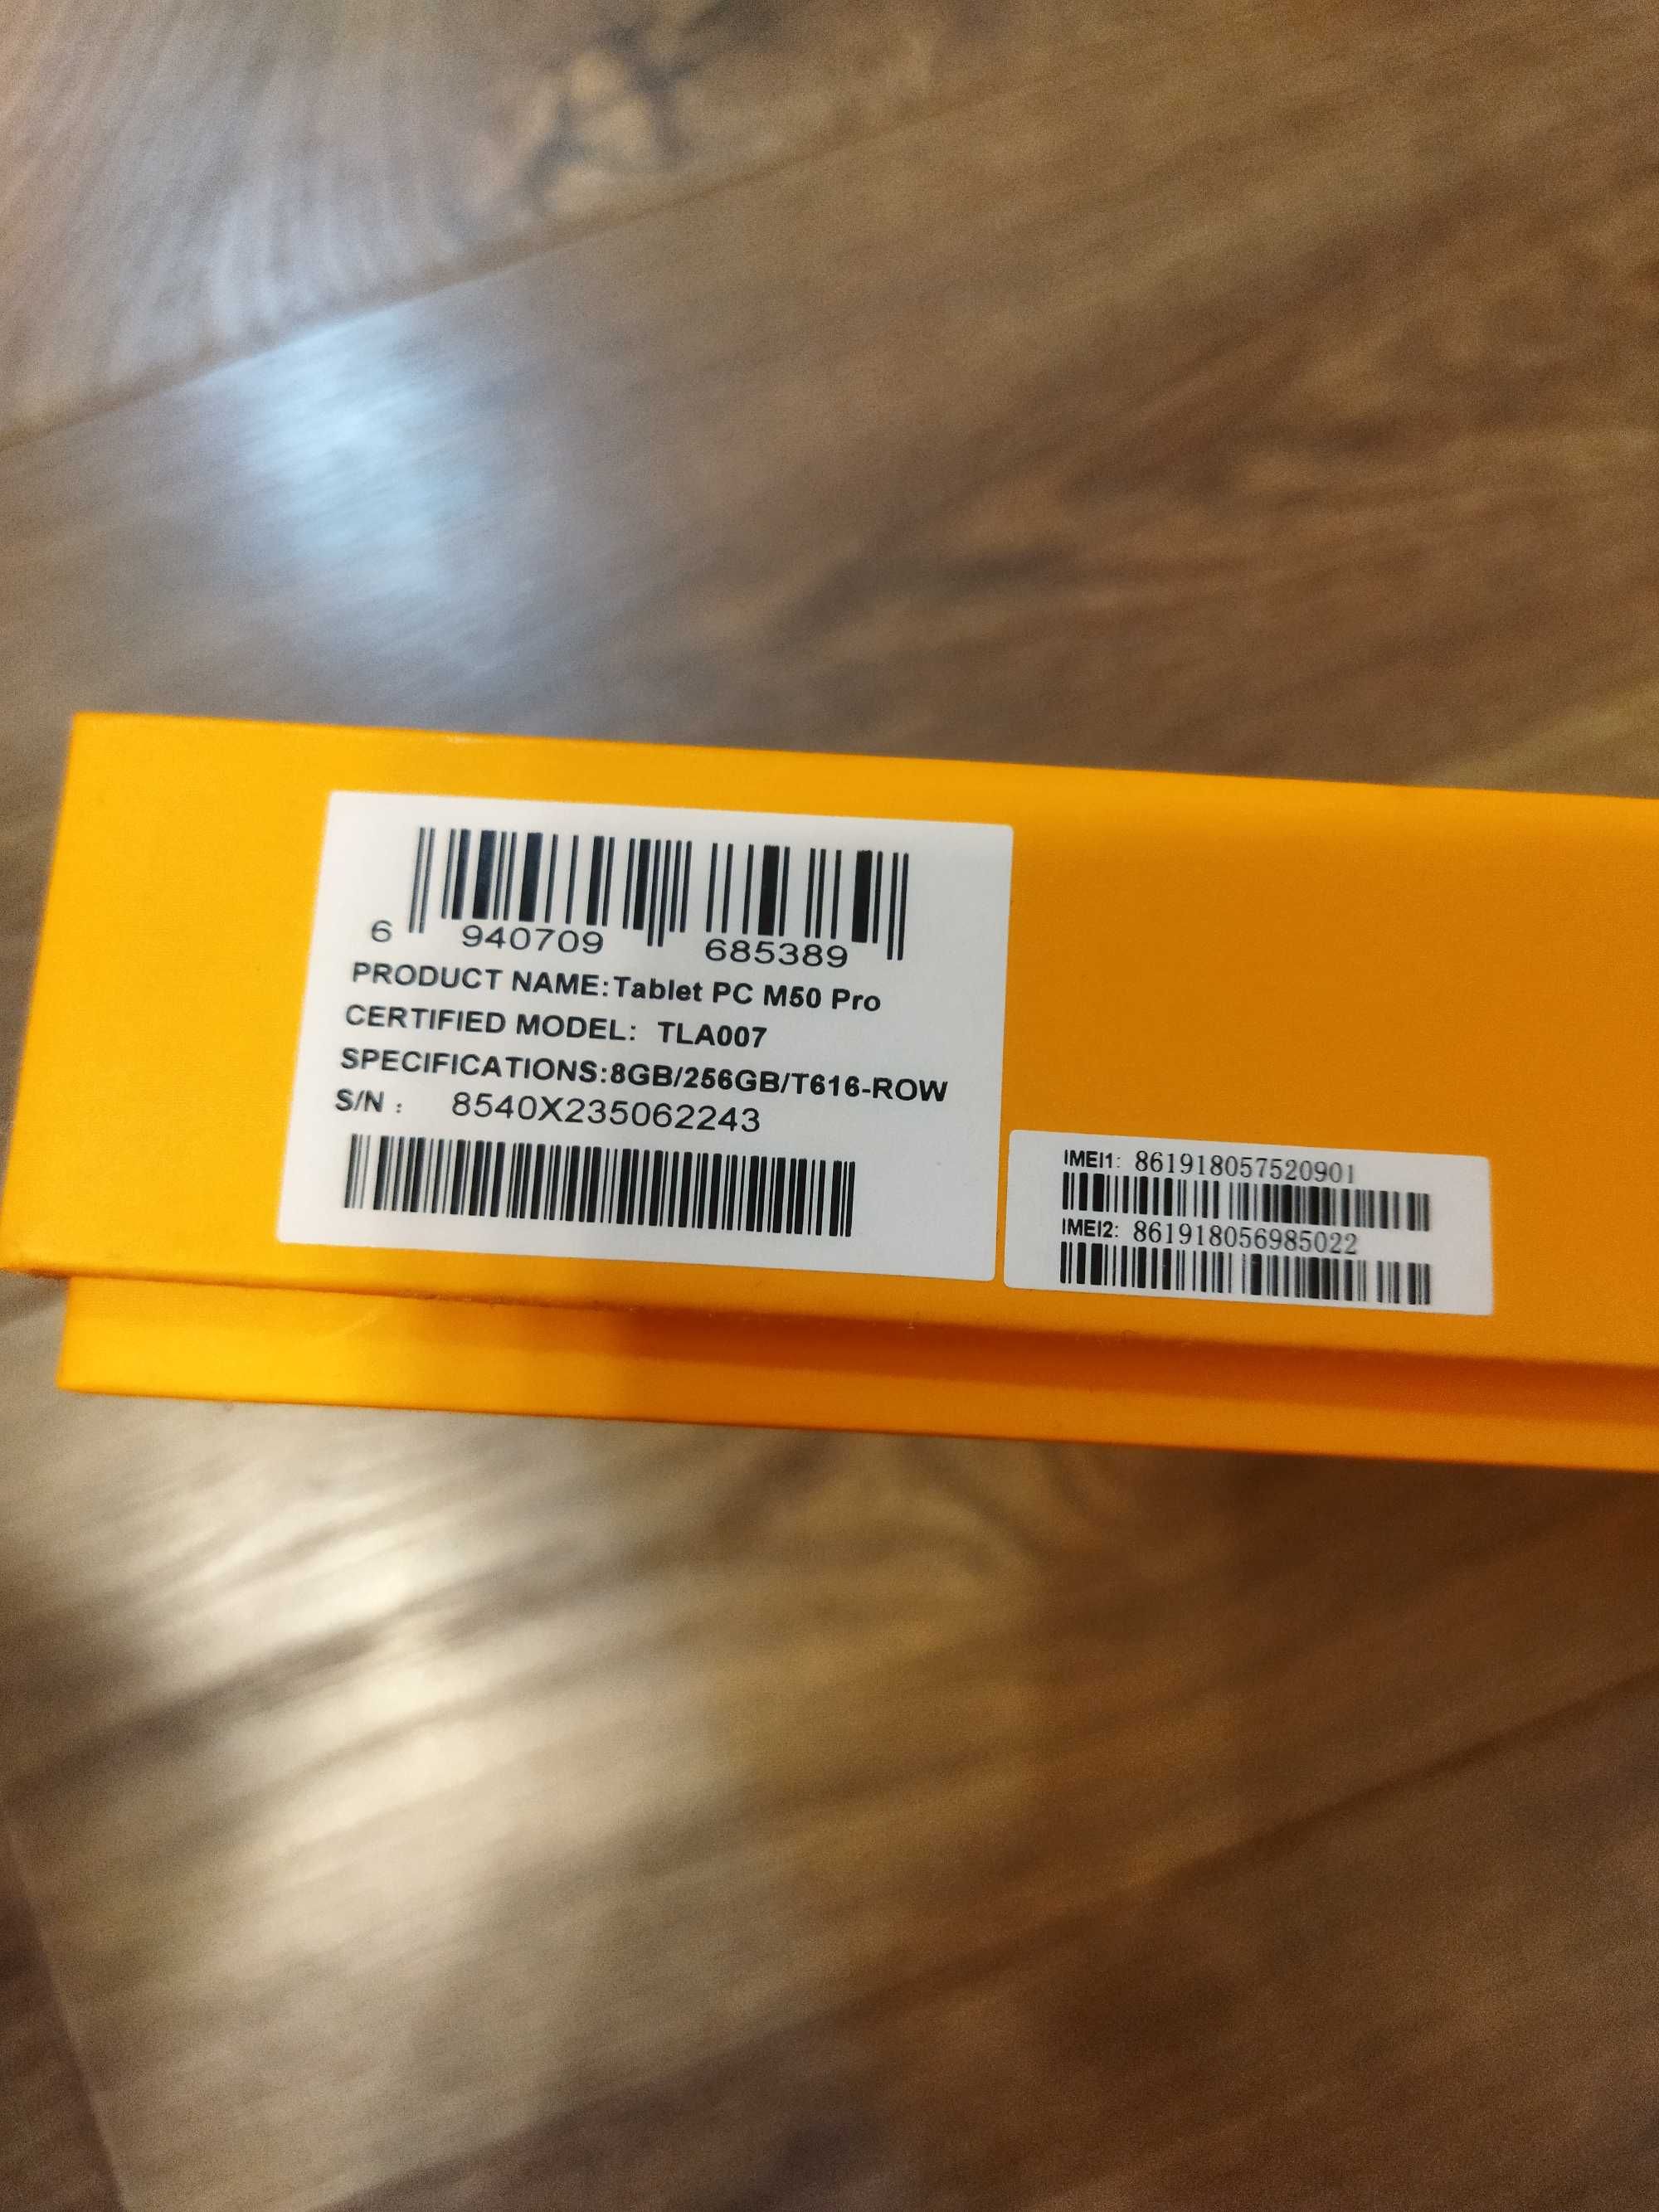 6 940709 685389
PRODUCT NAME:Tablet PC M50 Pro
CERTIFIED MODEL: TLA007
SPECIFICATIONS:8GB/256GB/T616-ROW
S/N : 8540X235062243
IMEI1: 861918057520901
IMEI2: 861918056985022